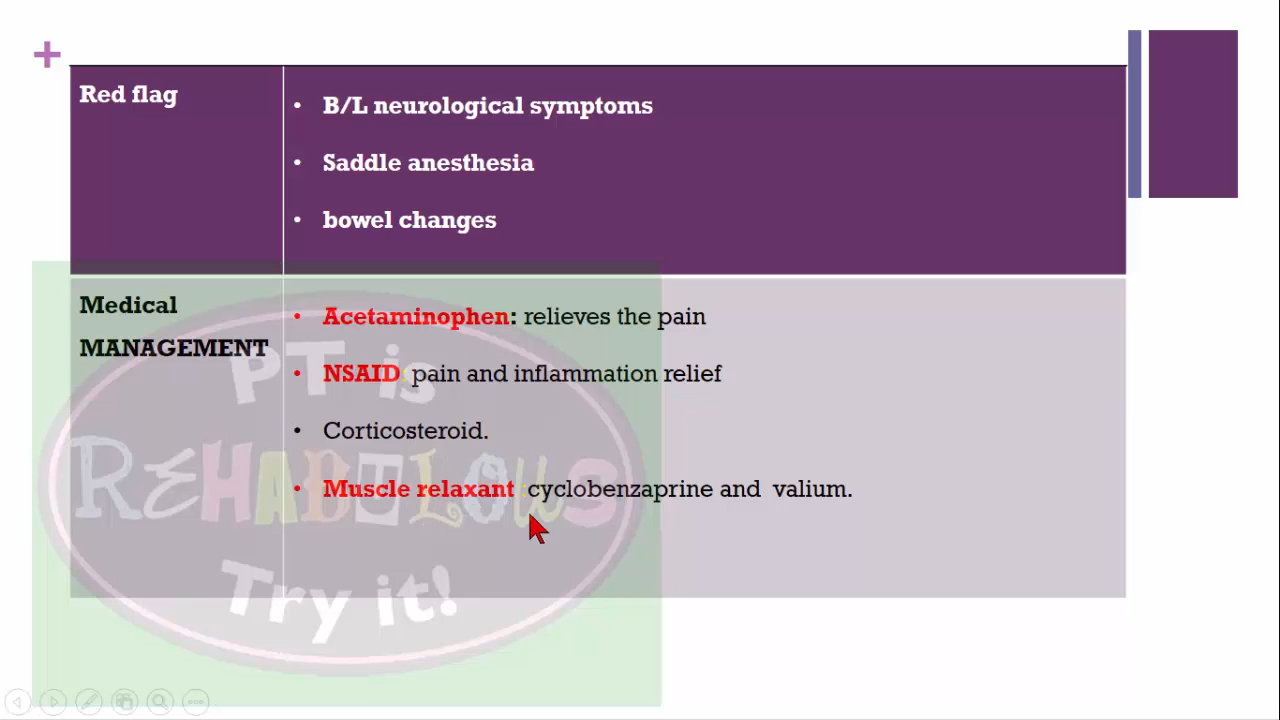 +
Red flag
• B/L neurological symptoms
• Saddle anesthesia
• bowel changes
Medical
MANAGEMENT
• Acetaminophen: relieves the pain
• NSAID: pain and inflammation relief
• Corticosteroid.
• Muscle relaxant :cyclobenzaprine and valium.
PT is
REHABELOUS
Try it!